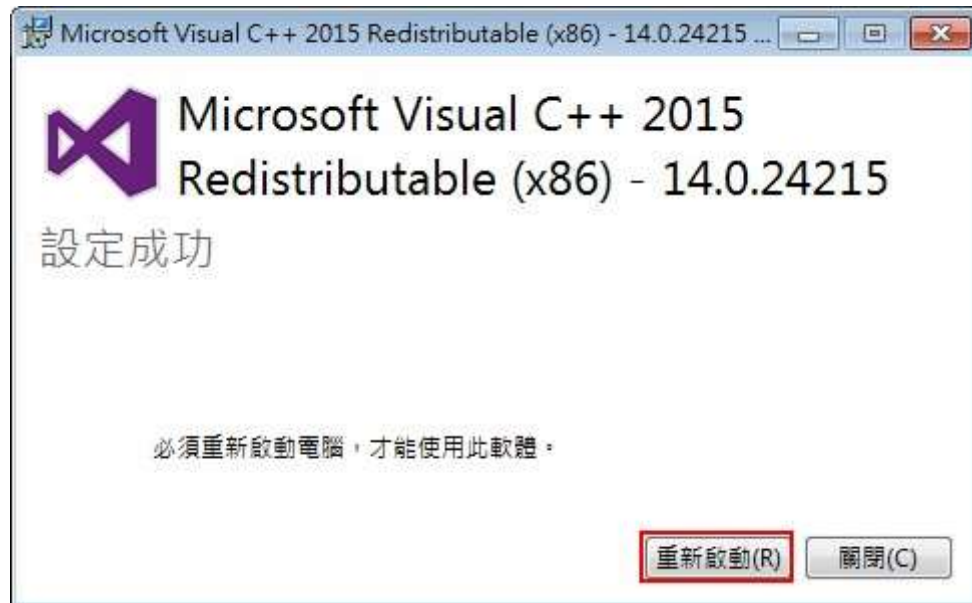 Microsoft Visual C++ 2015 Redistributable (x86) - 14.0.24215 ...
Microsoft Visual C++ 2015
Redistributable (x86) - 14.0.24215
設定成功
必須重新啟動電腦，才能使用此軟體。
重新啟動(R) 關閉(C)